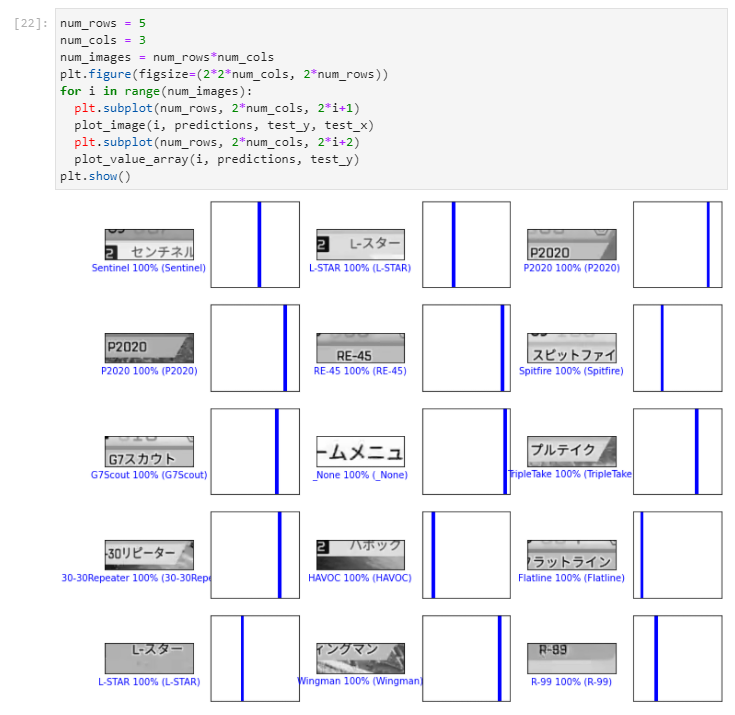 [22]:
num_rows = 5
num_cols = 3
num_images = num_rows*num_cols
plt.figure(figsize=(2*2*num_cols, 2*num_rows))
for i in range(num_images):
  plt.subplot(num_rows, 2*num_cols, 2*i+1)
  plot_image(i, predictions, test_y, test_x)
  plt.subplot(num_rows, 2*num_cols, 2*i+2)
  plot_value_array(i, predictions, test_y)
plt.show()
2 センチネル
Sentinel 100% (Sentinel)
2 L-スター
L-STAR 100% (L-STAR)
P2020
P2020 100% (P2020)
P2020
P2020 100% (P2020)
RE-45
RE-45 100% (RE-45)
スピットファイ
Spitfire 100% (Spitfire)
G7スカウト
G7Scout 100% (G7Scout)
ームメニュ
_None 100% (_None)
プルテイク
TripleTake 100% (TripleTake
-30リピーター
30-30Repeater 100% (30-30Repe
2 ハボック
HAVOC 100% (HAVOC)
フラットライン
Flatline 100% (Flatline)
L-スター
L-STAR 100% (L-STAR)
ィングマン
Wingman 100% (Wingman)
R-99
R-99 100% (R-99)